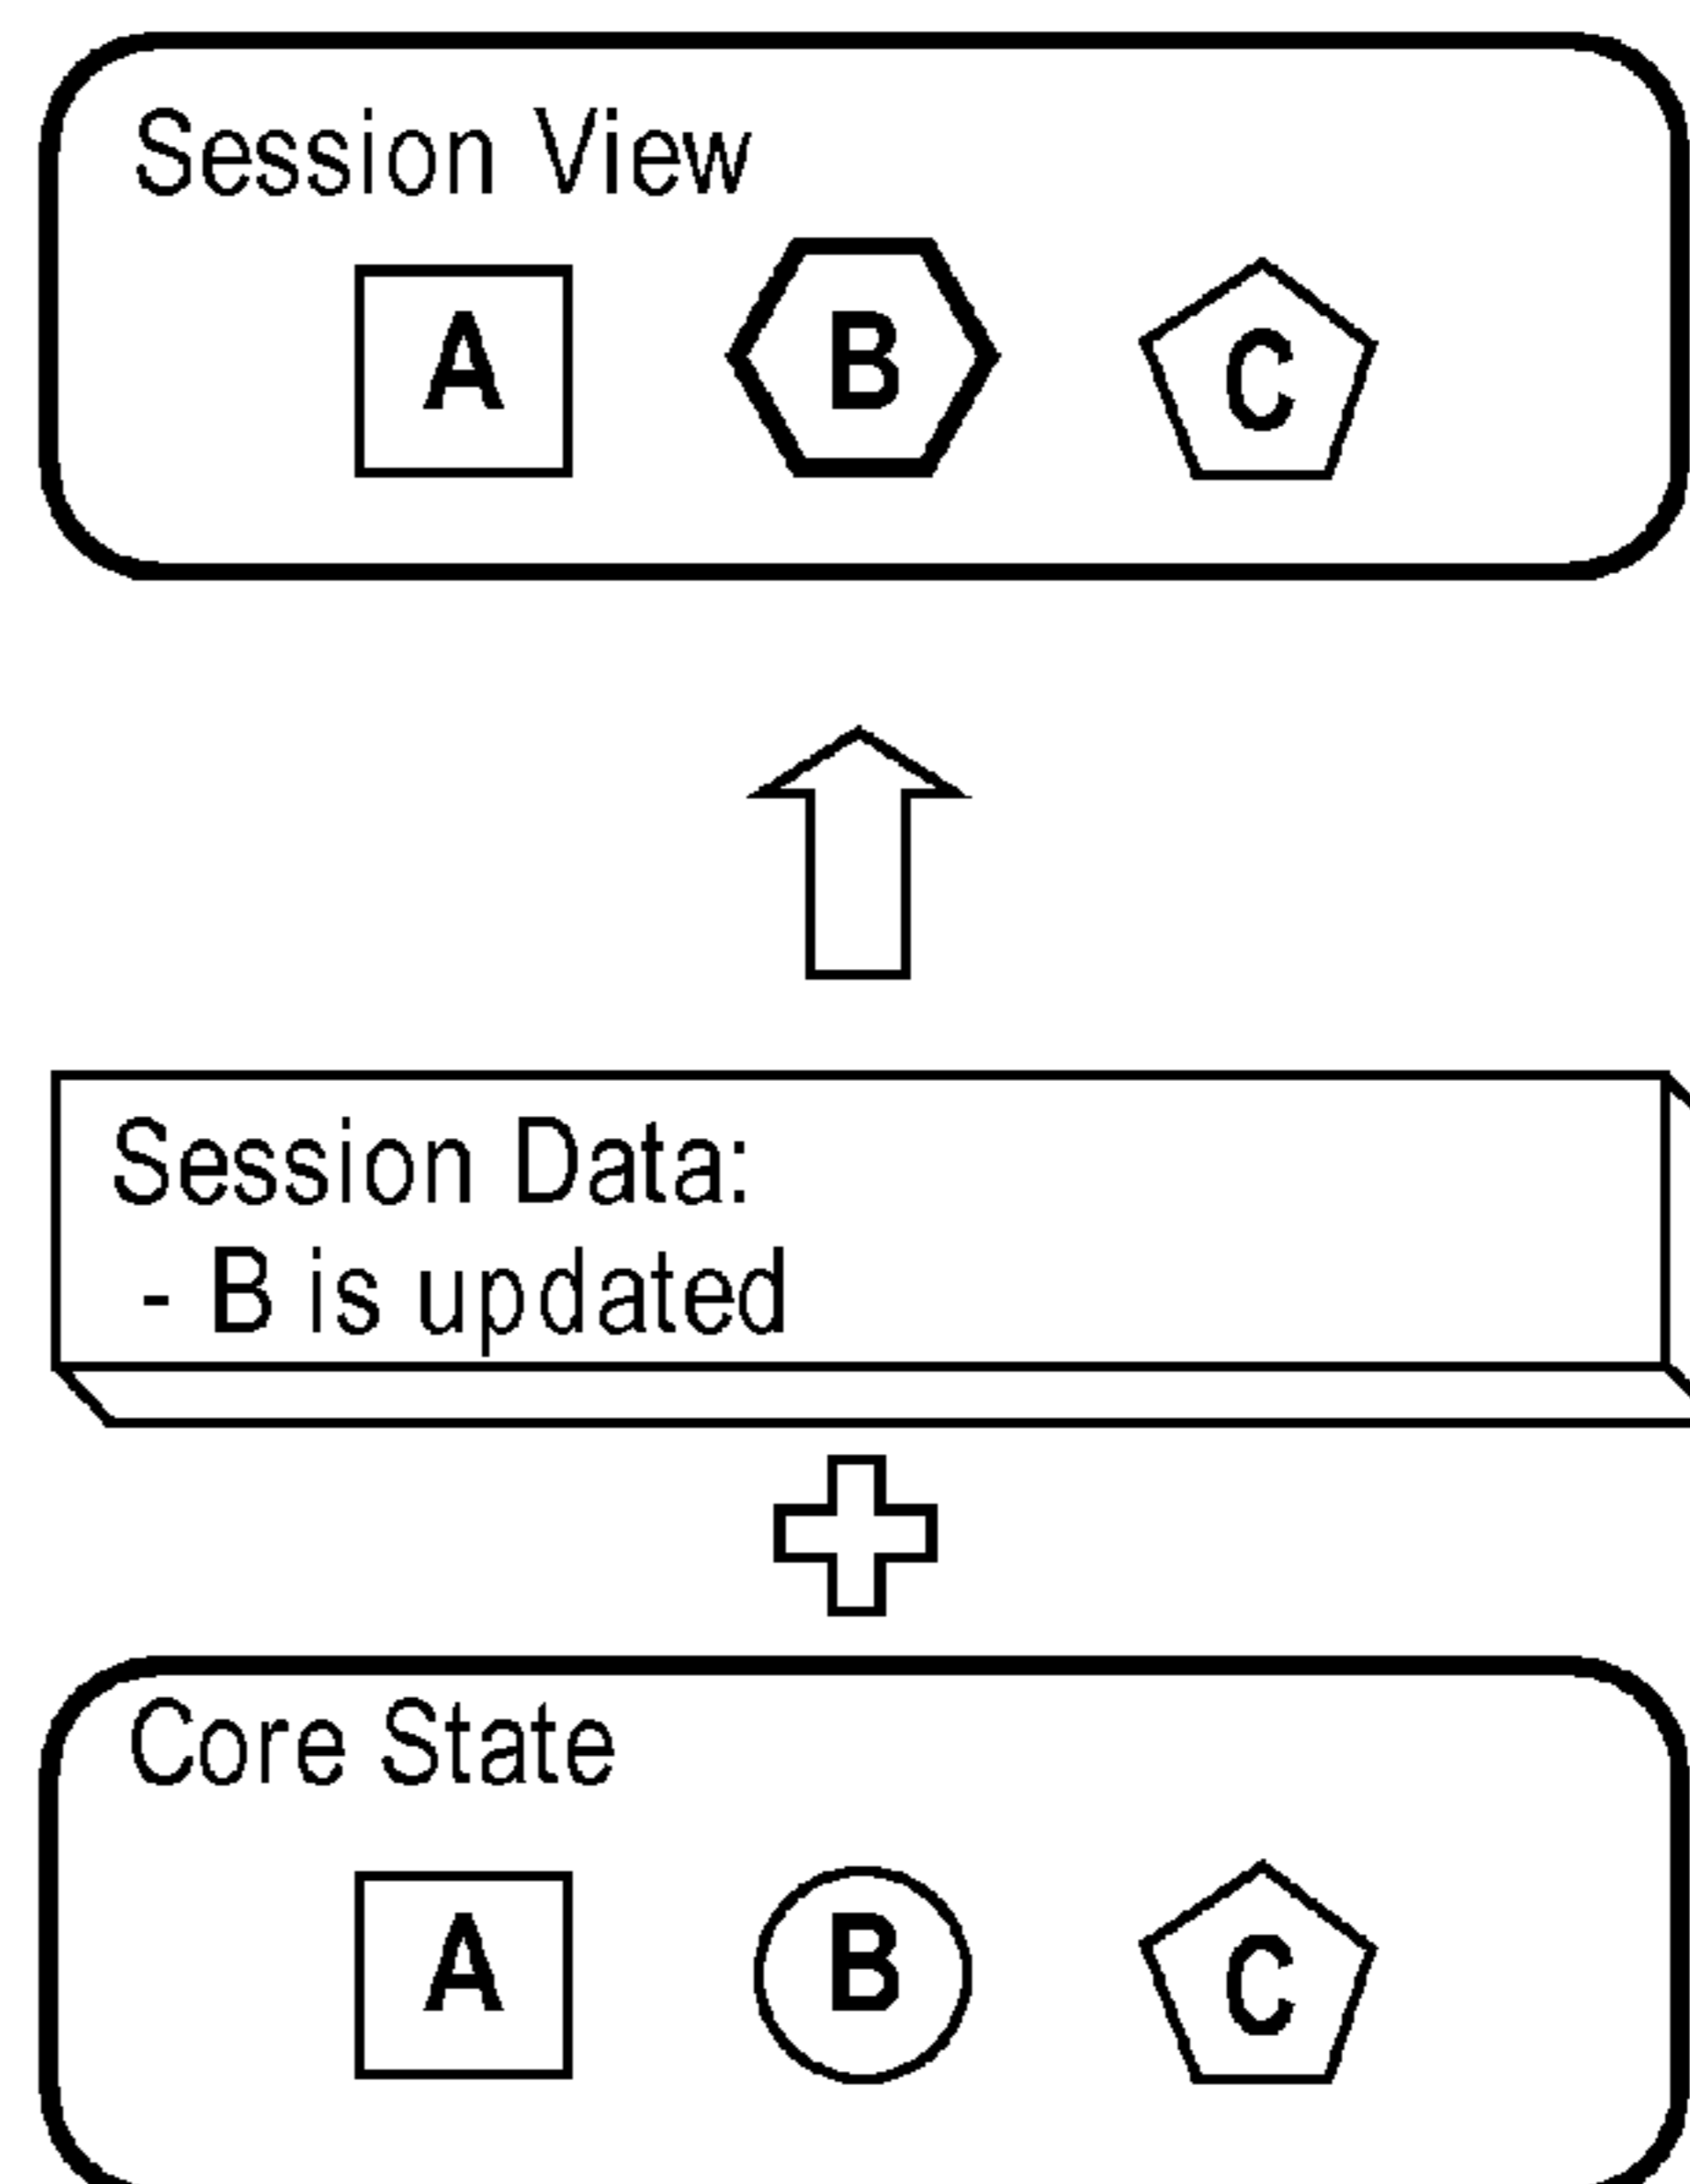 Session View
A B C
Session Data:
- B is updated
Core State
A B C